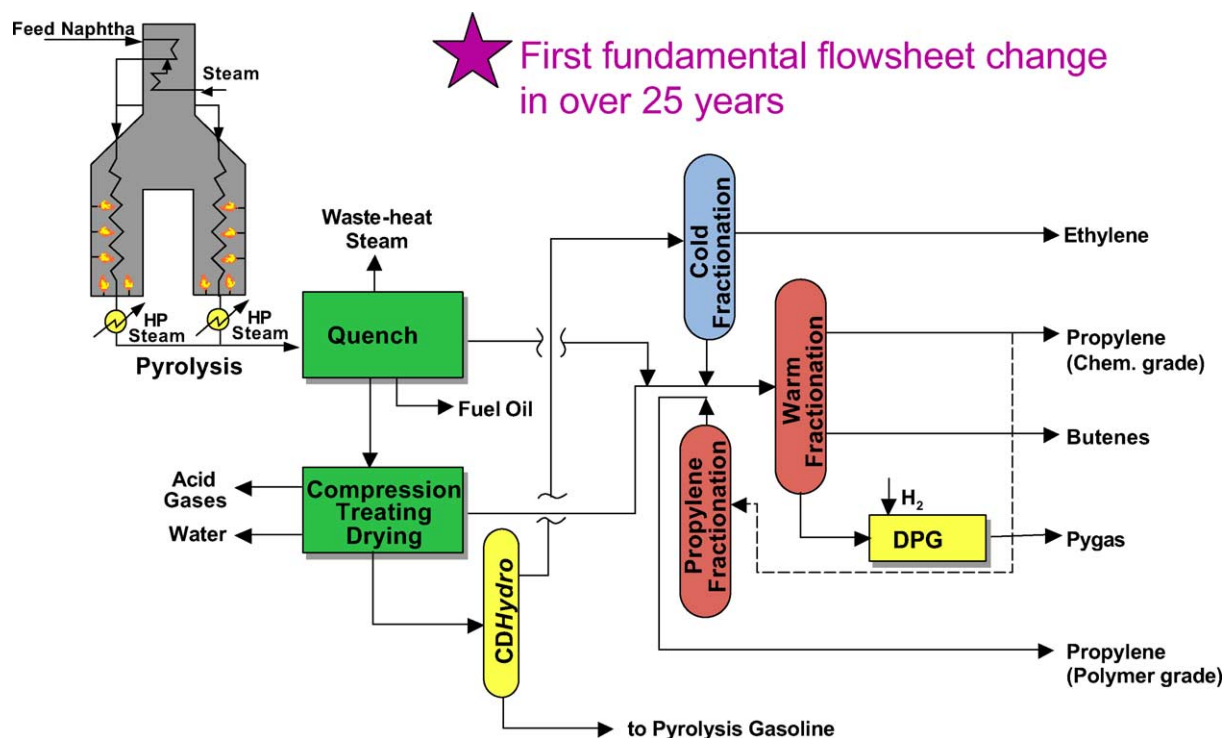 Feed Naphtha
Steam
First fundamental flowsheet change
in over 25 years
HP
Steam
HP
Steam
Pyrolysis
Waste-heat
Steam
Quench
Fuel Oil
Acid
Gases
Water
Compression
Treating
Drying
CDHydro
to Pyrolysis Gasoline
Cold
Fractionation
Propylene
Fractionation
Warm
Fractionation
H2
DPG
Ethylene
Propylene
(Chem. grade)
Butenes
Pygas
Propylene
(Polymer grade)